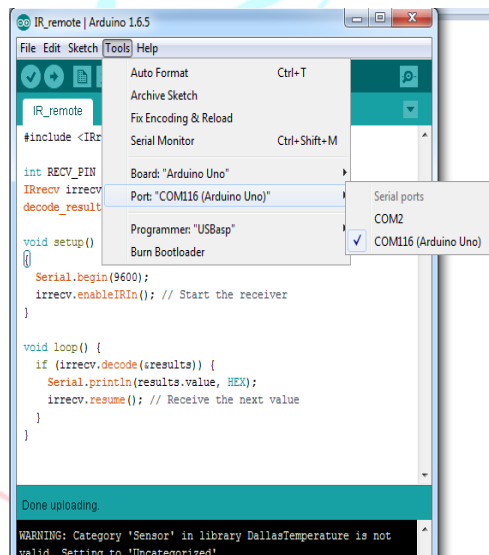 IR_remote | Arduino 1.6.5
File Edit Sketch Tools Help
Auto Format Ctrl+T
Archive Sketch
Fix Encoding & Reload
Serial Monitor Ctrl+Shift+M
Board: "Arduino Uno"
Port: "COM116 (Arduino Uno)"
Programmer: "USBasp"
Burn Bootloader
Serial ports
COM2
COM116 (Arduino Uno)
IR_remote
#include <IRr
int RECV_PIN
IRrecv irrecv
decode_result
void setup()
{
Serial.begin(9600);
irrecv.enableIRIn(); // Start the receiver
}
void loop() {
if (irrecv.decode(&results)) {
Serial.println(results.value, HEX);
irrecv.resume(); // Receive the next value
}
}
Done uploading.
WARNING: Category 'Sensor' in library DallasTemperature is not
valid. Setting to 'Uncategorized'